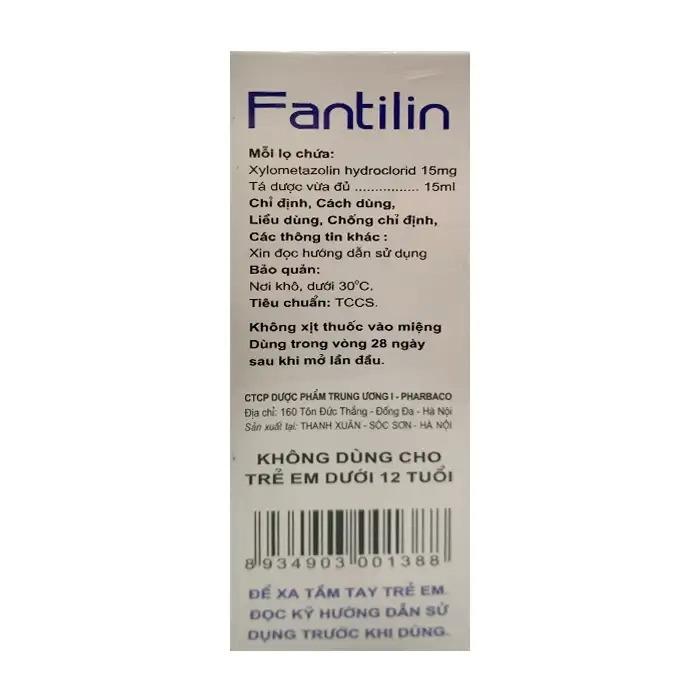 Fantilin
Mỗi lọ chứa:
Xylometazolin hydroclorid 15mg
Tá dược vừa đủ ................ 15ml
Chỉ định, Cách dùng,
Liều dùng, Chống chỉ định,
Các thông tin khác :
Xin đọc hướng dẫn sử dụng
Bảo quản:
Nơi khô, dưới 30°C.
Tiêu chuẩn: TCCS.
Không xịt thuốc vào miệng
Dùng trong vòng 28 ngày
sau khi mở lần đầu.
CTCP DƯỢC PHẨM TRUNG ƯƠNG I - PHARBACO
Địa chỉ: 160 Tôn Đức Thắng - Đống Đa - Hà Nội
Sản xuất tại: THANH XUÂN - SÓC SƠN - HÀ NỘI
KHÔNG DÙNG CHO
TRẺ EM DƯỚI 12 TUỔI
8 934903 001388
ĐỂ XA TẦM TAY TRẺ EM.
ĐỌC KỸ HƯỚNG DẪN SỬ
DỤNG TRƯỚC KHI DÙNG.